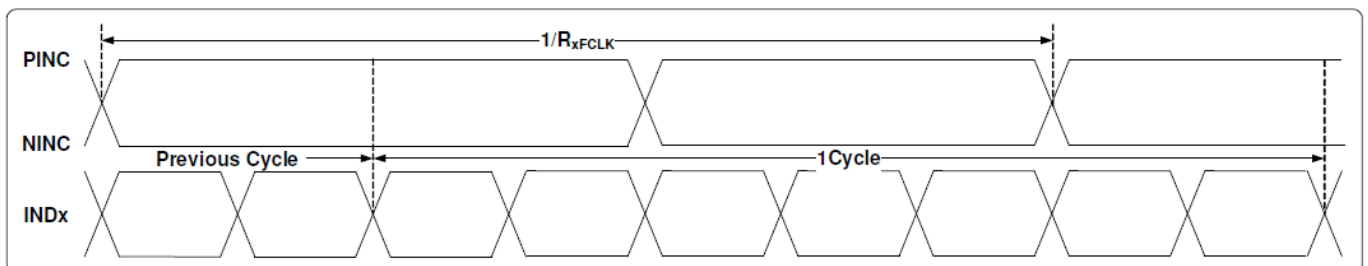 1/RxFCLK
PINC
NINC
Previous Cycle
1Cycle
INDx